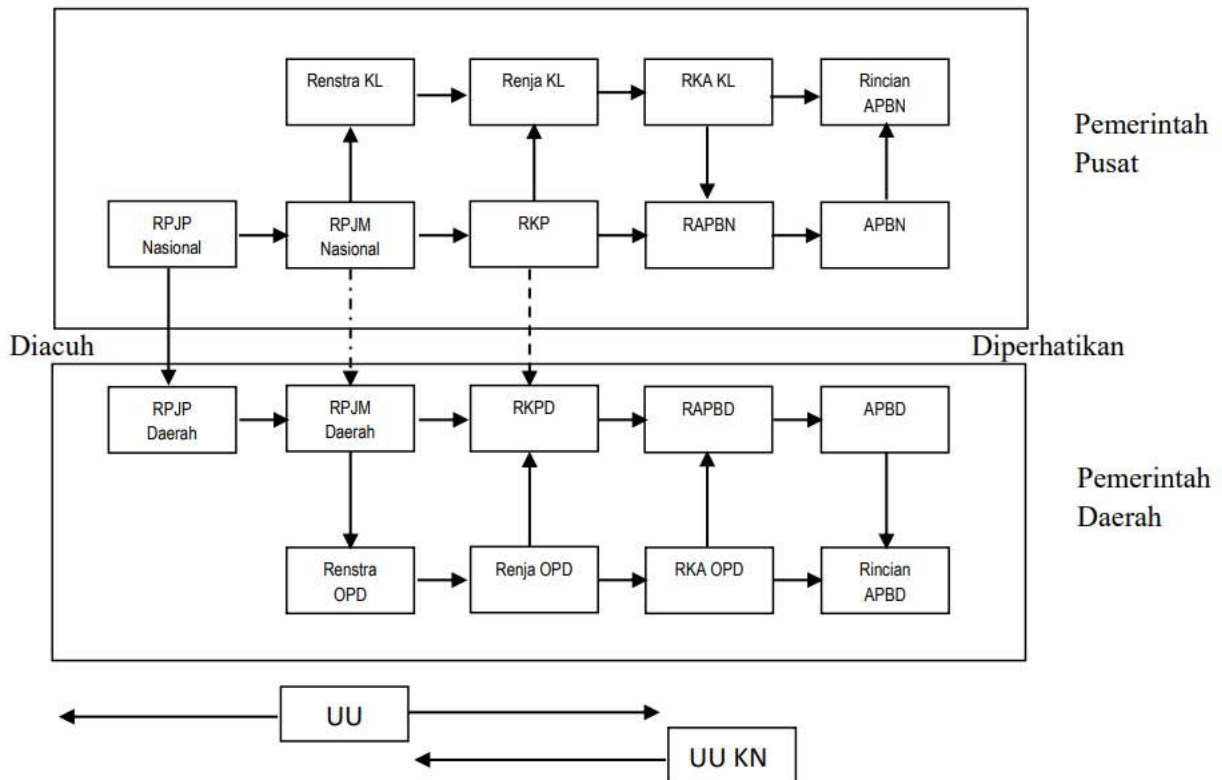 Renstra KL
Renja KL
RKA KL
Rincian
APBN
Pemerintah
Pusat
RPJP
Nasional
RPJM
Nasional
RKP
RAPBN
APBN
Diacuh
Diperhatikan
RPJP
Daerah
RPJM
Daerah
RKPD
RAPBD
APBD
Pemerintah
Daerah
Renstra
OPD
Renja OPD
RKA OPD
Rincian
APBD
UU
UU KN